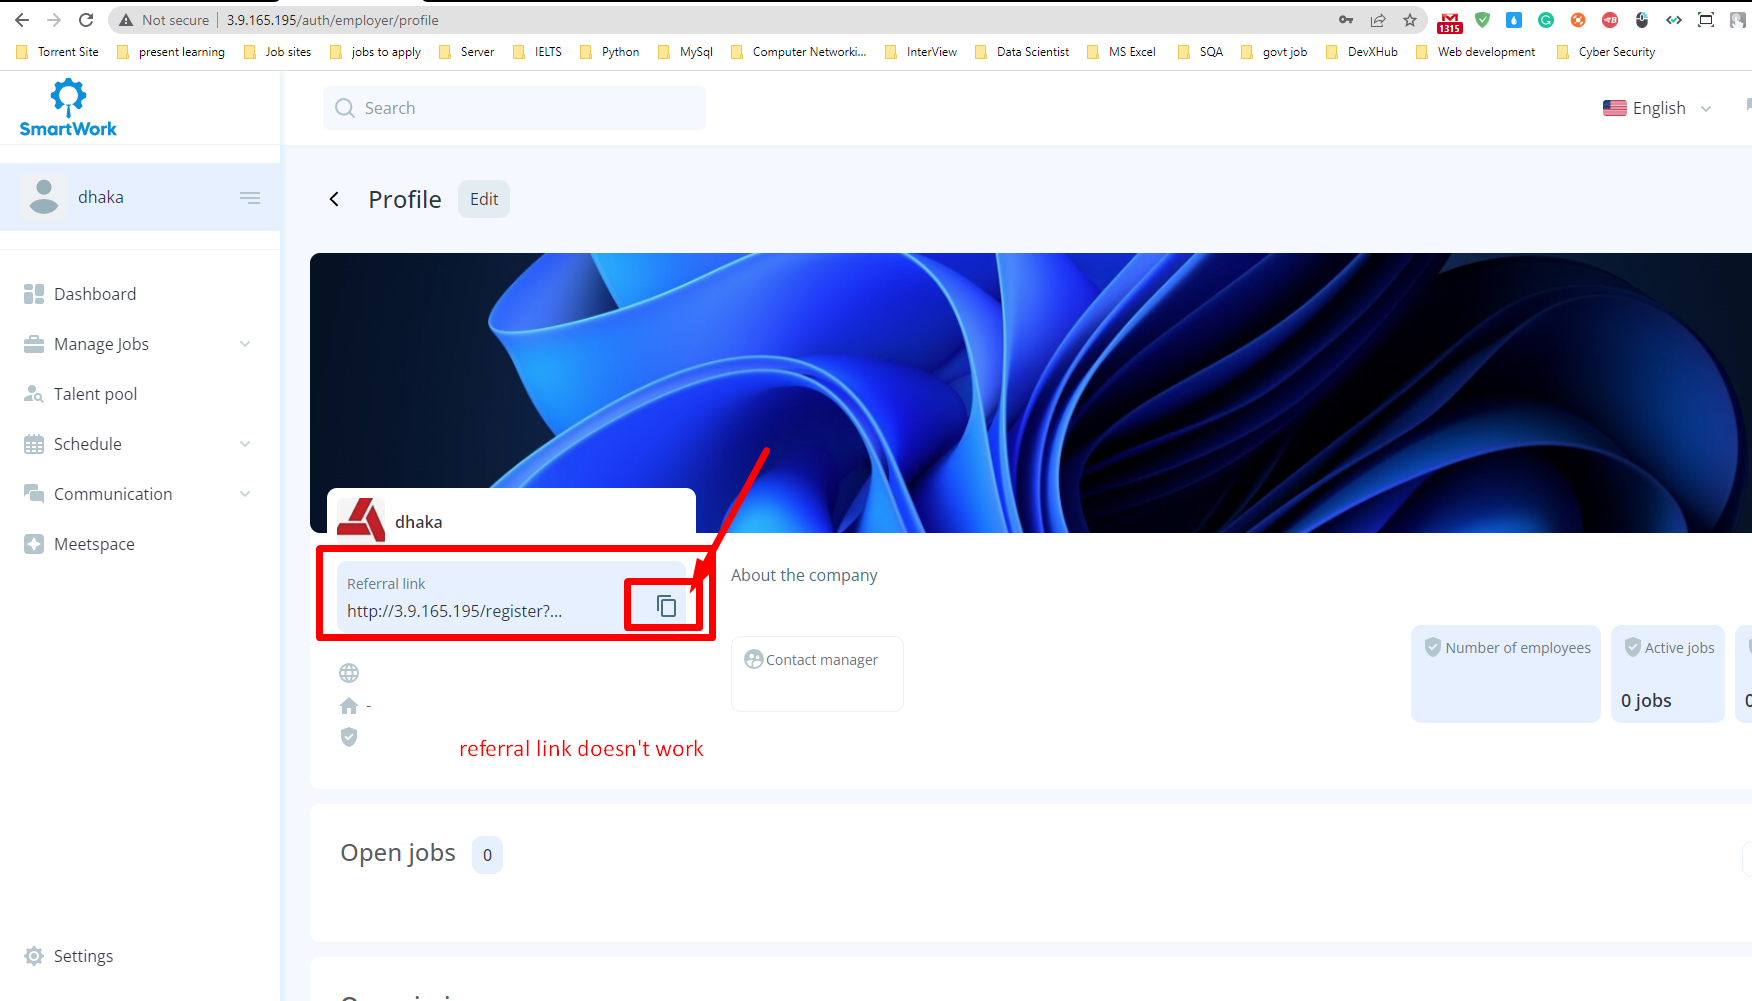 Not secure
3.9.165.195/auth/employer/profile
1315
Torrent Site
present learning
Job sites
jobs to apply
Server
IELTS
Python
MySql
Computer Networki...
InterView
Data Scientist
MS Excel
SQA
govt job
DevXHub
Web development
Cyber Security
SmartWork
Search
English
dhaka
Profile
Edit
Dashboard
Manage Jobs
Talent pool
Schedule
Communication
Meetspace
dhaka
Referral link
http://3.9.165.195/register?...
About the company
Contact manager
Number of employees
Active jobs
0 jobs
-
referral link doesn't work
Open jobs
0
Settings